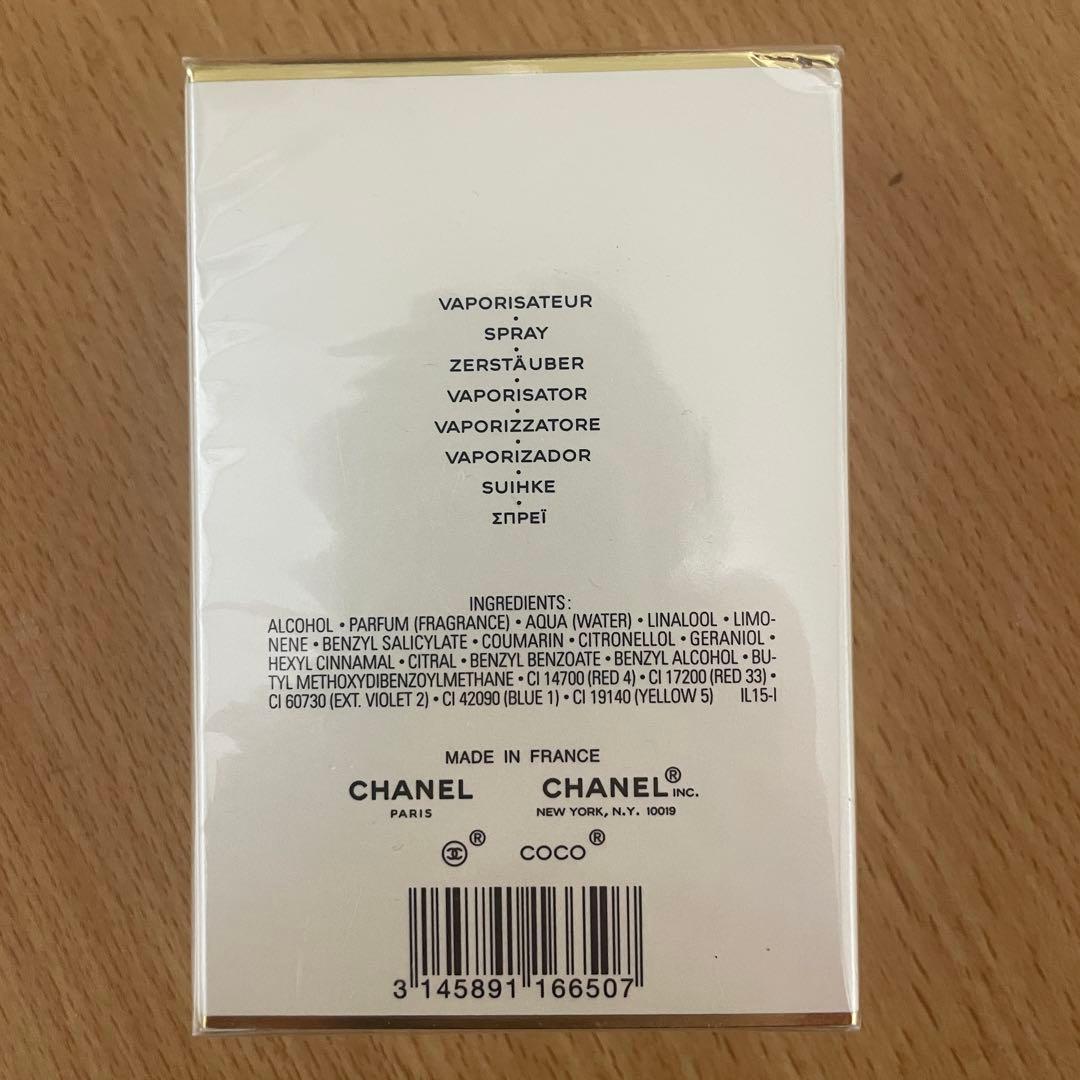 VAPORISATEUR
•
SPRAY
•
ZERSTÄUBER
•
VAPORISATOR
•
VAPORIZZATORE
•
VAPORIZADOR
•
SUIHKE
•
ΣΠΡΕΪ
INGREDIENTS:
ALCOHOL • PARFUM (FRAGRANCE) • AQUA (WATER) • LINALOOL • LIMO-
NENE • BENZYL SALICYLATE • COUMARIN • CITRONELLOL • GERANIOL •
HEXYL CINNAMAL • CITRAL • BENZYL BENZOATE • BENZYL ALCOHOL • BU-
TYL METHOXYDIBENZOYLMETHANE • CI 14700 (RED 4) • CI 17200 (RED 33) •
CI 60730 (EXT. VIOLET 2) • CI 42090 (BLUE 1) • CI 19140 (YELLOW 5) IL15-I
MADE IN FRANCE
CHANEL CHANEL® INC.
PARIS NEW YORK, N.Y. 10019
® COCO®
3 145891 166507